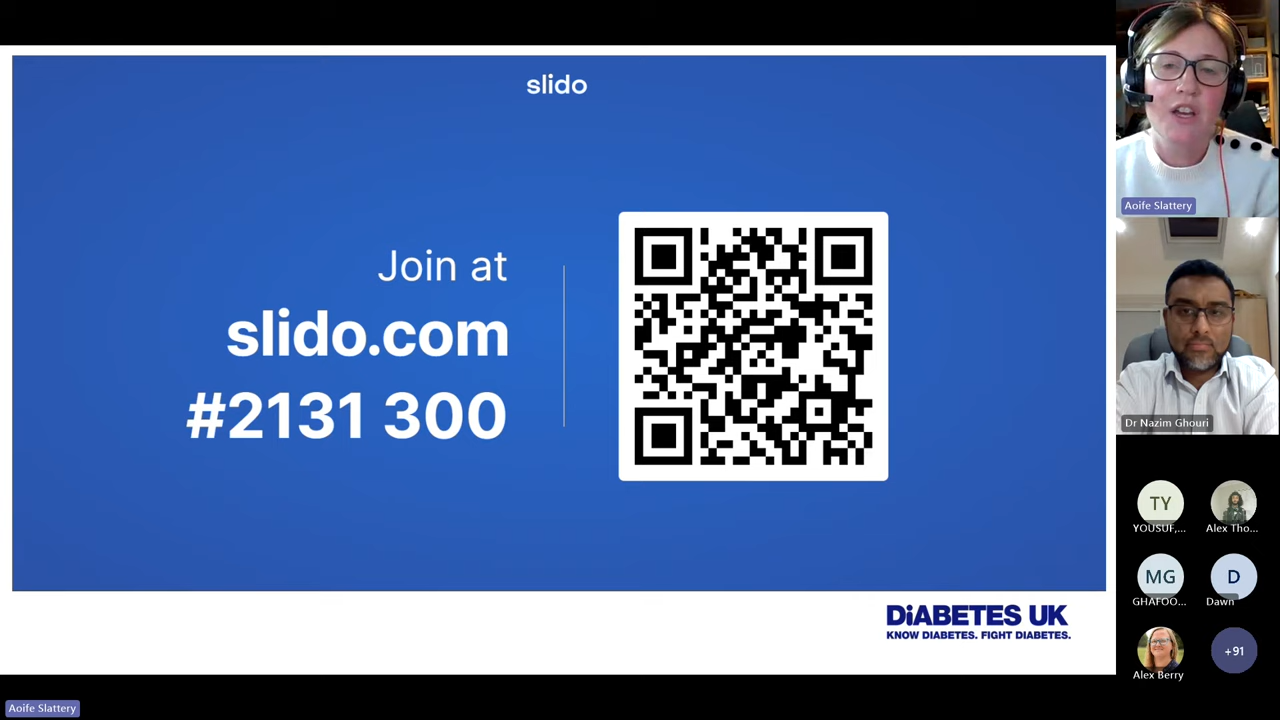 slido
Join at
slido.com
#2131 300
DiABETES UK
KNOW DIABETES. FIGHT DIABETES.
Aoife Slattery
Dr Nazim Ghouri
TY
YOUSUF,...
Alex Tho...
MG
GHAFOO...
D
Dawn
Alex Berry
+91
Aoife Slattery